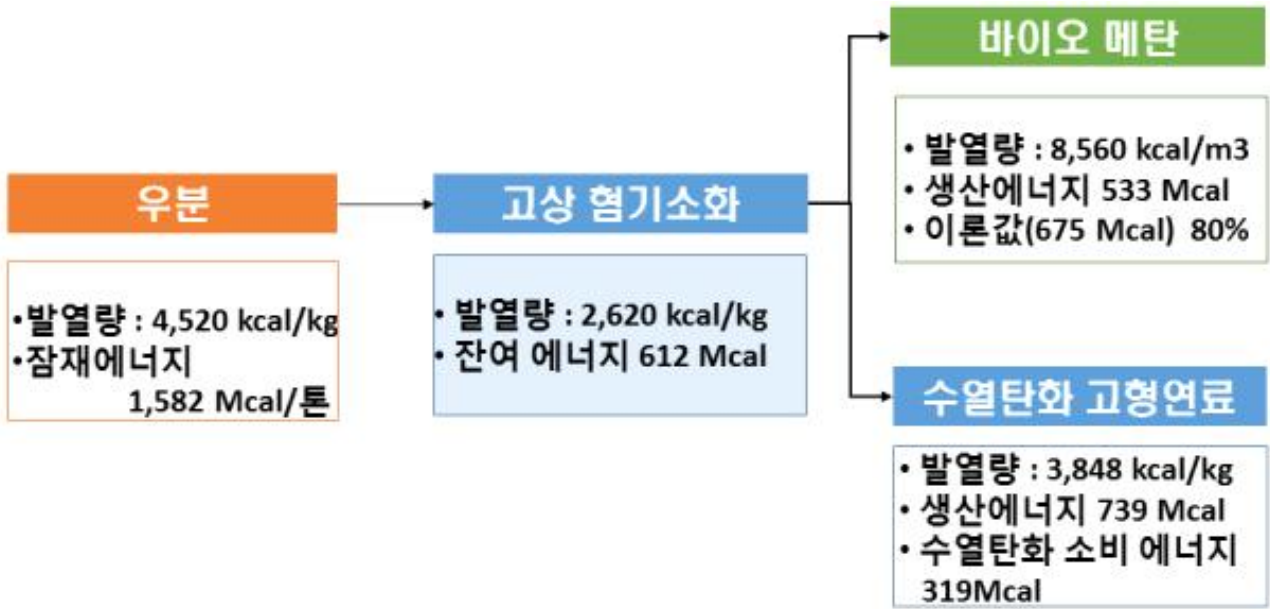 우분
•발열량 : 4,520 kcal/kg
•잠재에너지
1,582 Mcal/톤
고상 혐기소화
• 발열량 : 2,620 kcal/kg
• 잔여 에너지 612 Mcal
바이오 메탄
• 발열량 : 8,560 kcal/m3
• 생산에너지 533 Mcal
• 이론값(675 Mcal) 80%
수열탄화 고형연료
• 발열량 : 3,848 kcal/kg
• 생산에너지 739 Mcal
• 수열탄화 소비 에너지
319Mcal